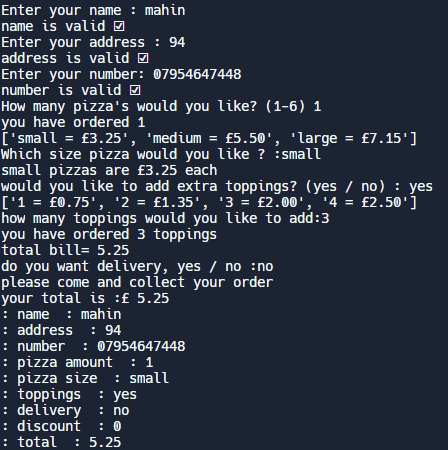 Enter your name : mahin
name is valid ☑
Enter your address : 94
address is valid ☑
Enter your number: 07954647448
number is valid ☑
How many pizza's would you like? (1-6) 1
you have ordered 1
['small = £3.25', 'medium = £5.50', 'large = £7.15']
Which size pizza would you like ? :small
small pizzas are £3.25 each
would you like to add extra toppings? (yes / no) : yes
['1 = £0.75', '2 = £1.35', '3 = £2.00', '4 = £2.50']
how many toppings would you like to add:3
you have ordered 3 toppings
total bill= 5.25
do you want delivery, yes / no :no
please come and collect your order
your total is :£ 5.25
: name  : mahin
: address  : 94
: number  : 07954647448
: pizza amount  : 1
: pizza size  : small
: toppings  : yes
: delivery  : no
: discount  : 0
: total  : 5.25